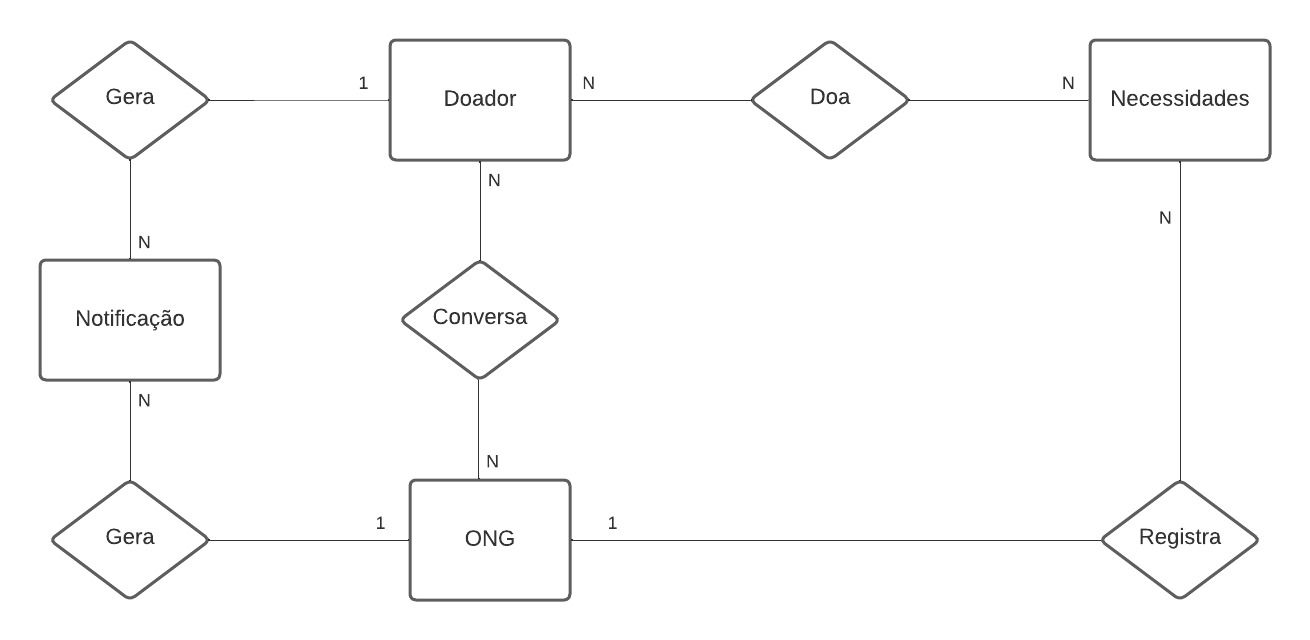 Gera
1
Doador
N
Doa
N
Necessidades
N
N
N
Notificação
Conversa
N
N
Gera
1
ONG
1
Registra